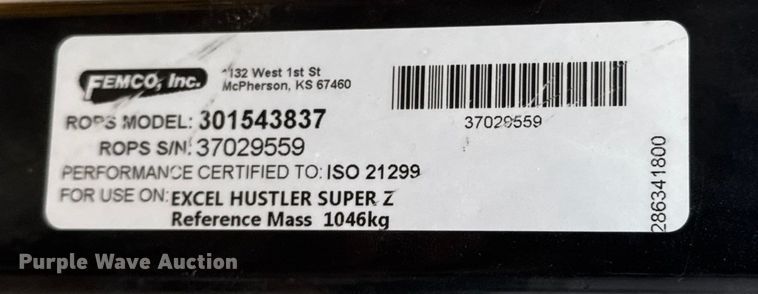 FEMCO, Inc.
1132 West 1st St
McPherson, KS 67460
ROPS MODEL: 301543837
ROPS S/N: 37029559
PERFORMANCE CERTIFIED TO: ISO 21299
FOR USE ON: EXCEL HUSTLER SUPER Z
Reference Mass 1046kg
37029559
286341800
Purple Wave Auction